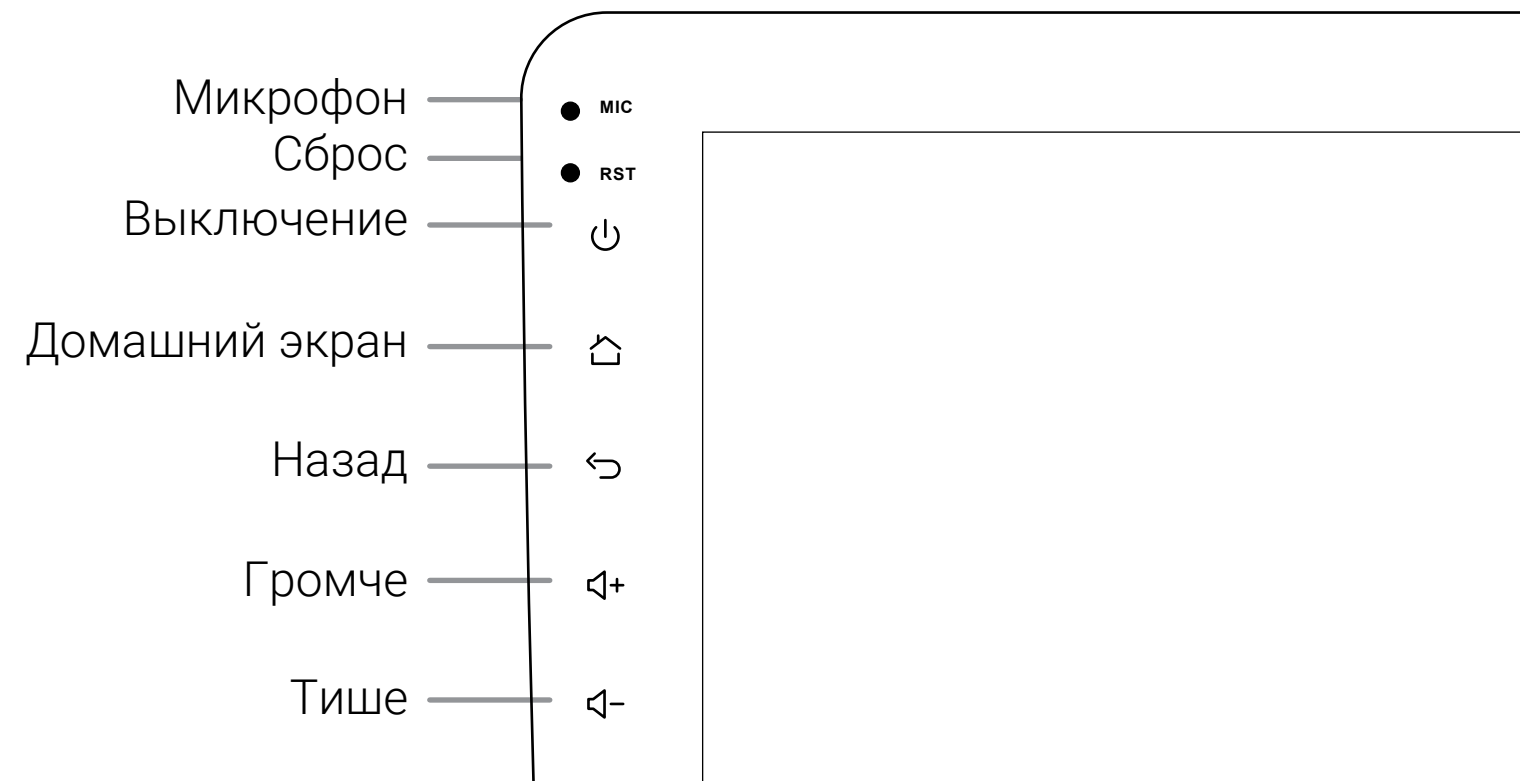 Микрофон
MIC
Сброс
RST
Выключение
Домашний экран
Назад
Громче
Тише